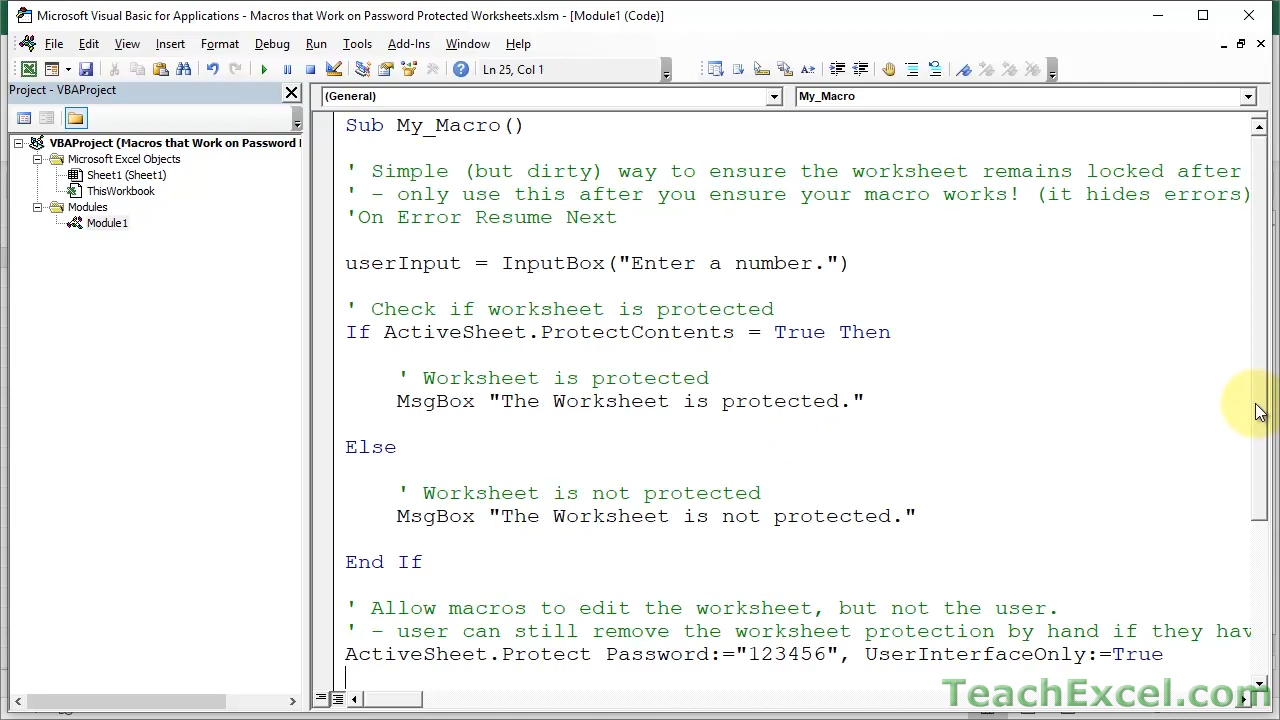 Microsoft Visual Basic for Applications - Macros that Work on Password Protected Worksheets.xlsm - [Module1 (Code)]
File Edit View Insert Format Debug Run Tools Add-Ins Window Help
Ln 25, Col 1
Project - VBAProject
(General)
My_Macro
VBAProject (Macros that Work on Password
Microsoft Excel Objects
Sheet1 (Sheet1)
ThisWorkbook
Modules
Module1
Sub My_Macro()
' Simple (but dirty) way to ensure the worksheet remains locked after
' - only use this after you ensure your macro works! (it hides errors)
'On Error Resume Next
userInput = InputBox("Enter a number.")
' Check if worksheet is protected
If ActiveSheet.ProtectContents = True Then
' Worksheet is protected
MsgBox "The Worksheet is protected."
Else
' Worksheet is not protected
MsgBox "The Worksheet is not protected."
End If
' Allow macros to edit the worksheet, but not the user.
' - user can still remove the worksheet protection by hand if they hav
ActiveSheet.Protect Password:="123456", UserInterfaceOnly:=True
TeachExcel.com